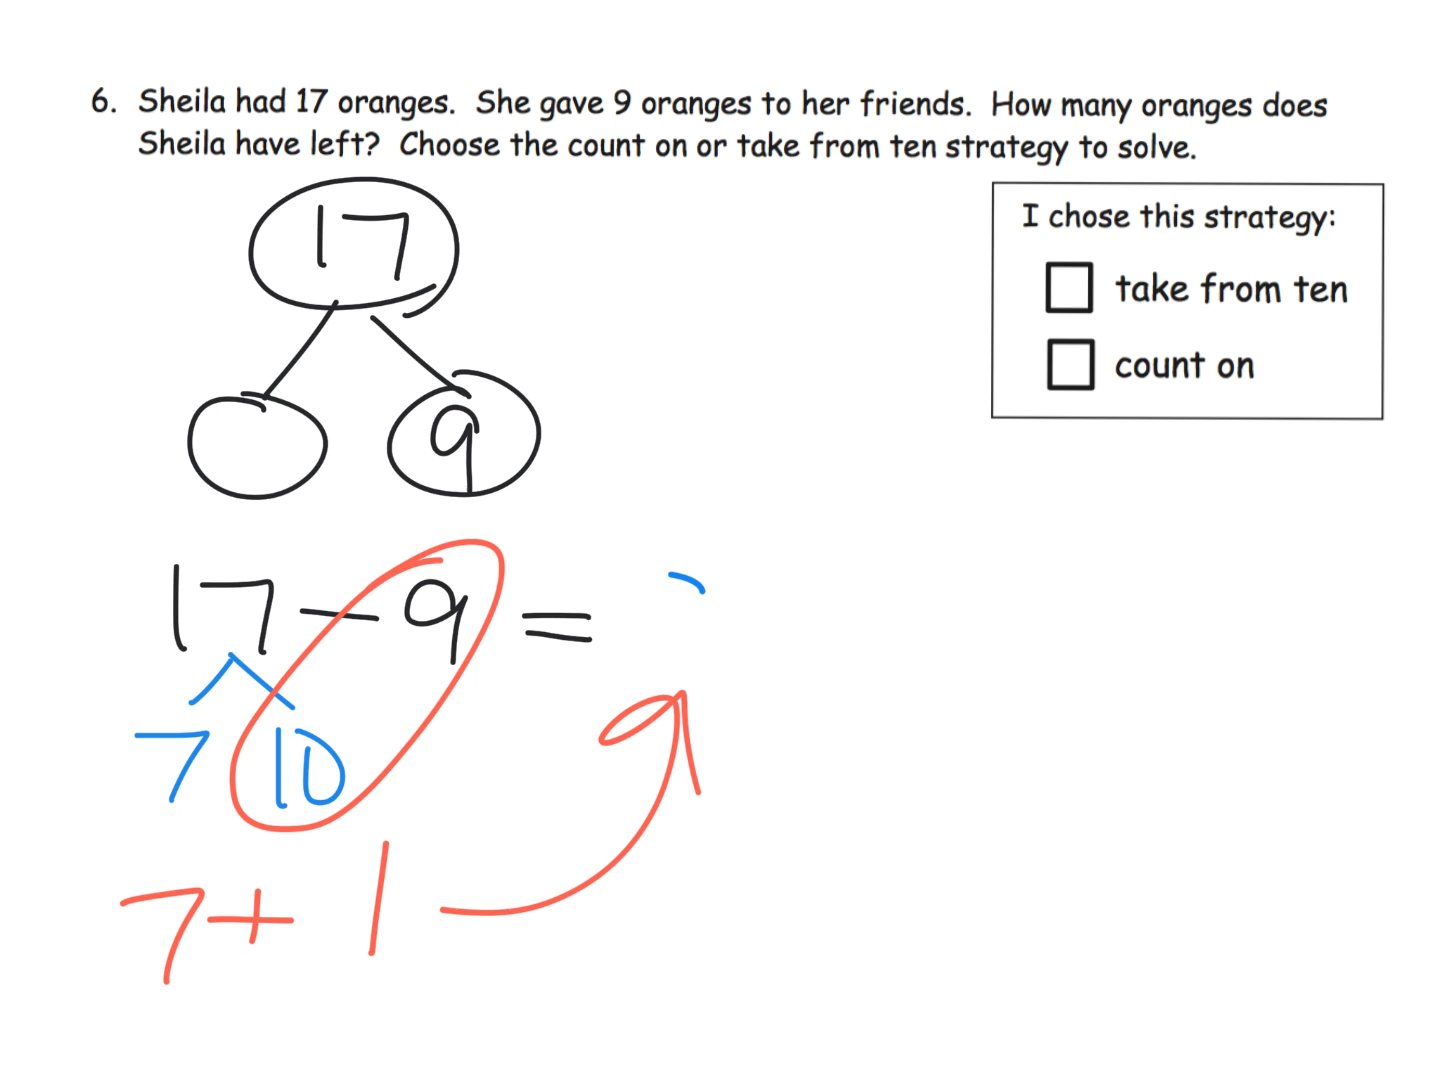 6. Sheila had 17 oranges. She gave 9 oranges to her friends. How many oranges does
Sheila have left? Choose the count on or take from ten strategy to solve.
I chose this strategy:
take from ten
count on
17
9
17 - 9 =
7 10
7 + 1